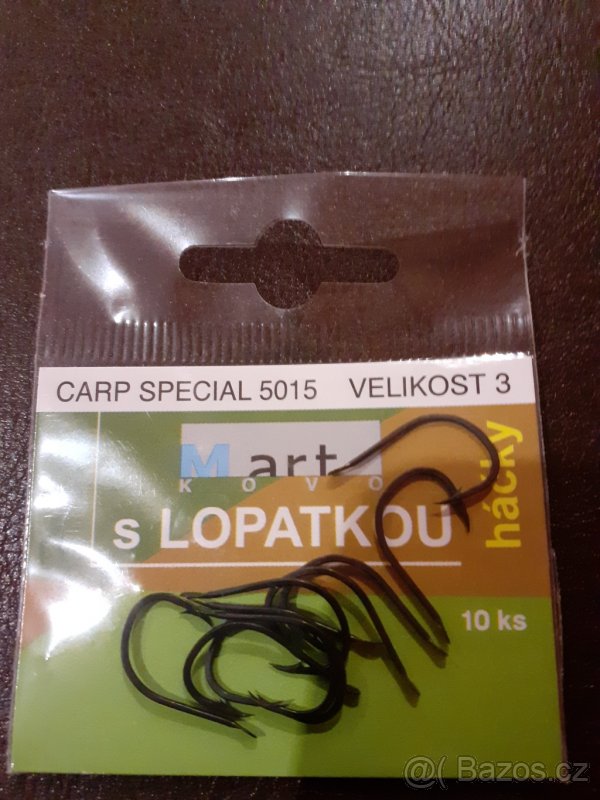 CARP SPECIAL 5015 VELIKOST 3
Mart
KOVO
s LOPATKOU
háčky
10 ks
@( Bazos.cz